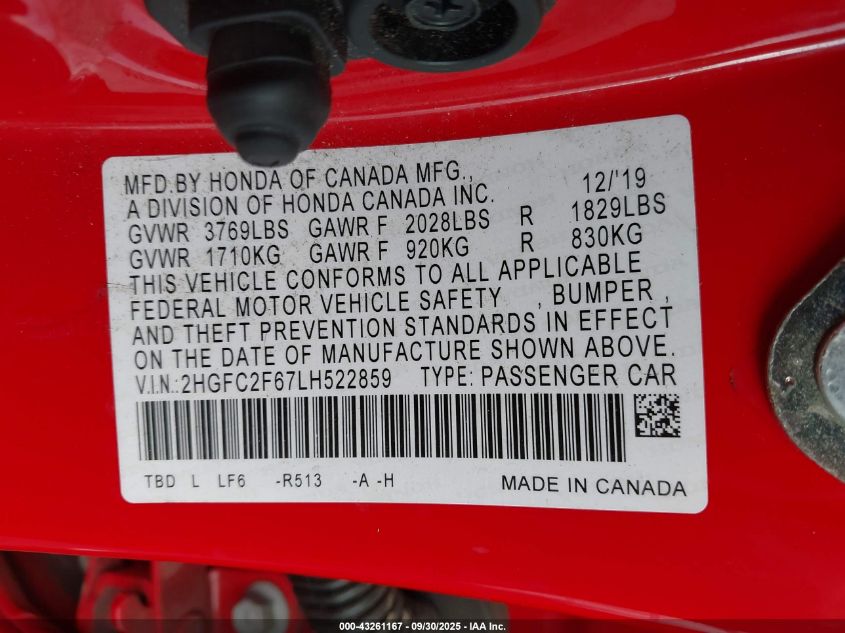 MFD.BY HONDA OF CANADA MFG., 12/'19
A DIVISION OF HONDA CANADA INC.
GVWR 3769LBS GAWR F 2028LBS R 1829LBS
GVWR 1710KG GAWR F 920KG R 830KG
THIS VEHICLE CONFORMS TO ALL APPLICABLE
FEDERAL MOTOR VEHICLE SAFETY , BUMPER ,
AND THEFT PREVENTION STANDARDS IN EFFECT
ON THE DATE OF MANUFACTURE SHOWN ABOVE.
V.I.N.:2HGFC2F67LH522859 TYPE: PASSENGER CAR
TBD L LF6 -R513 -A -H MADE IN CANADA
000-43261167 - 09/30/2025 - IAA Inc.